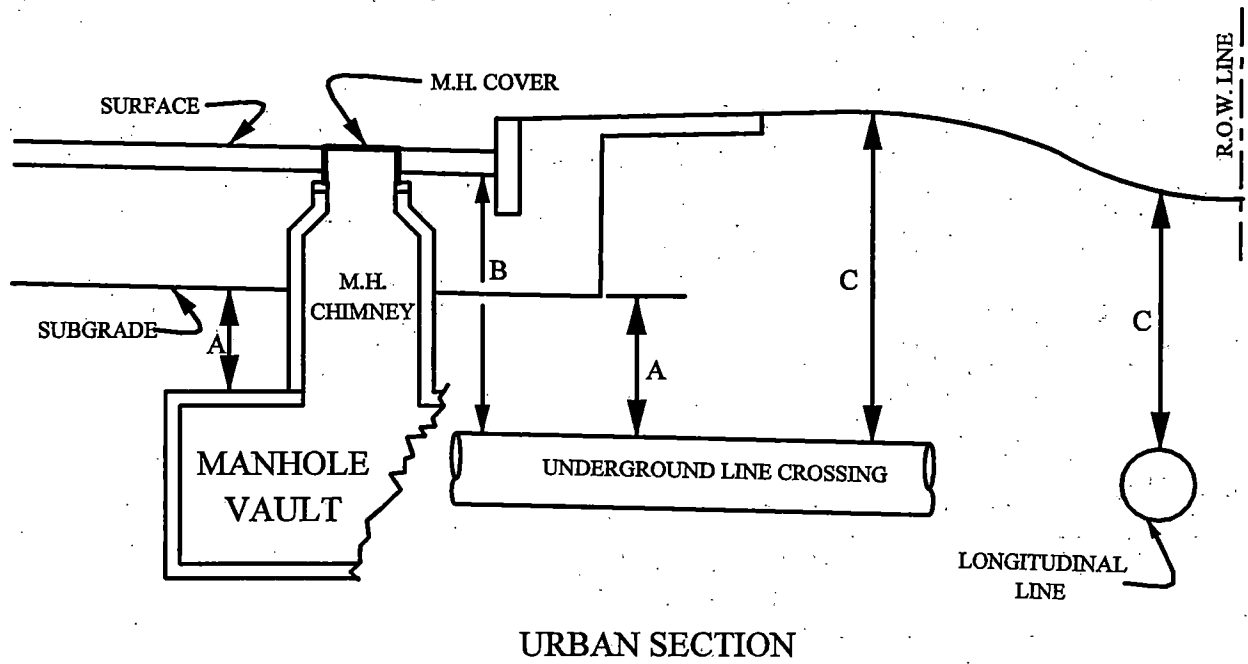 M.H. COVER
SURFACE
R.O.W. LINE
B
M.H.
CHIMNEY
C
C
SUBGRADE
A
A
MANHOLE
VAULT
UNDERGROUND LINE CROSSING
LONGITUDINAL
LINE
URBAN SECTION